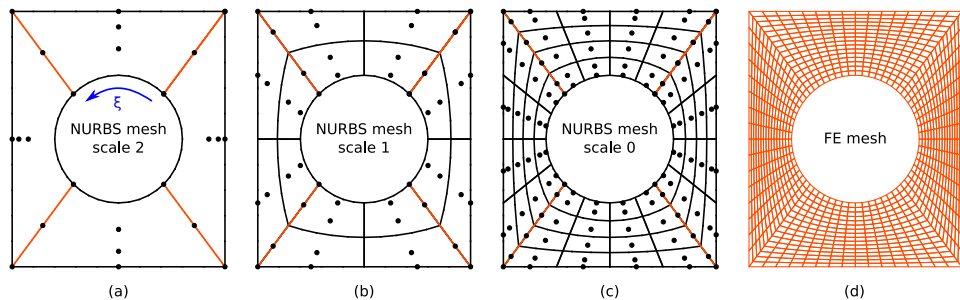 ξ
NURBS mesh
scale 2
NURBS mesh
scale 1
NURBS mesh
scale 0
FE mesh
(a)
(b)
(c)
(d)